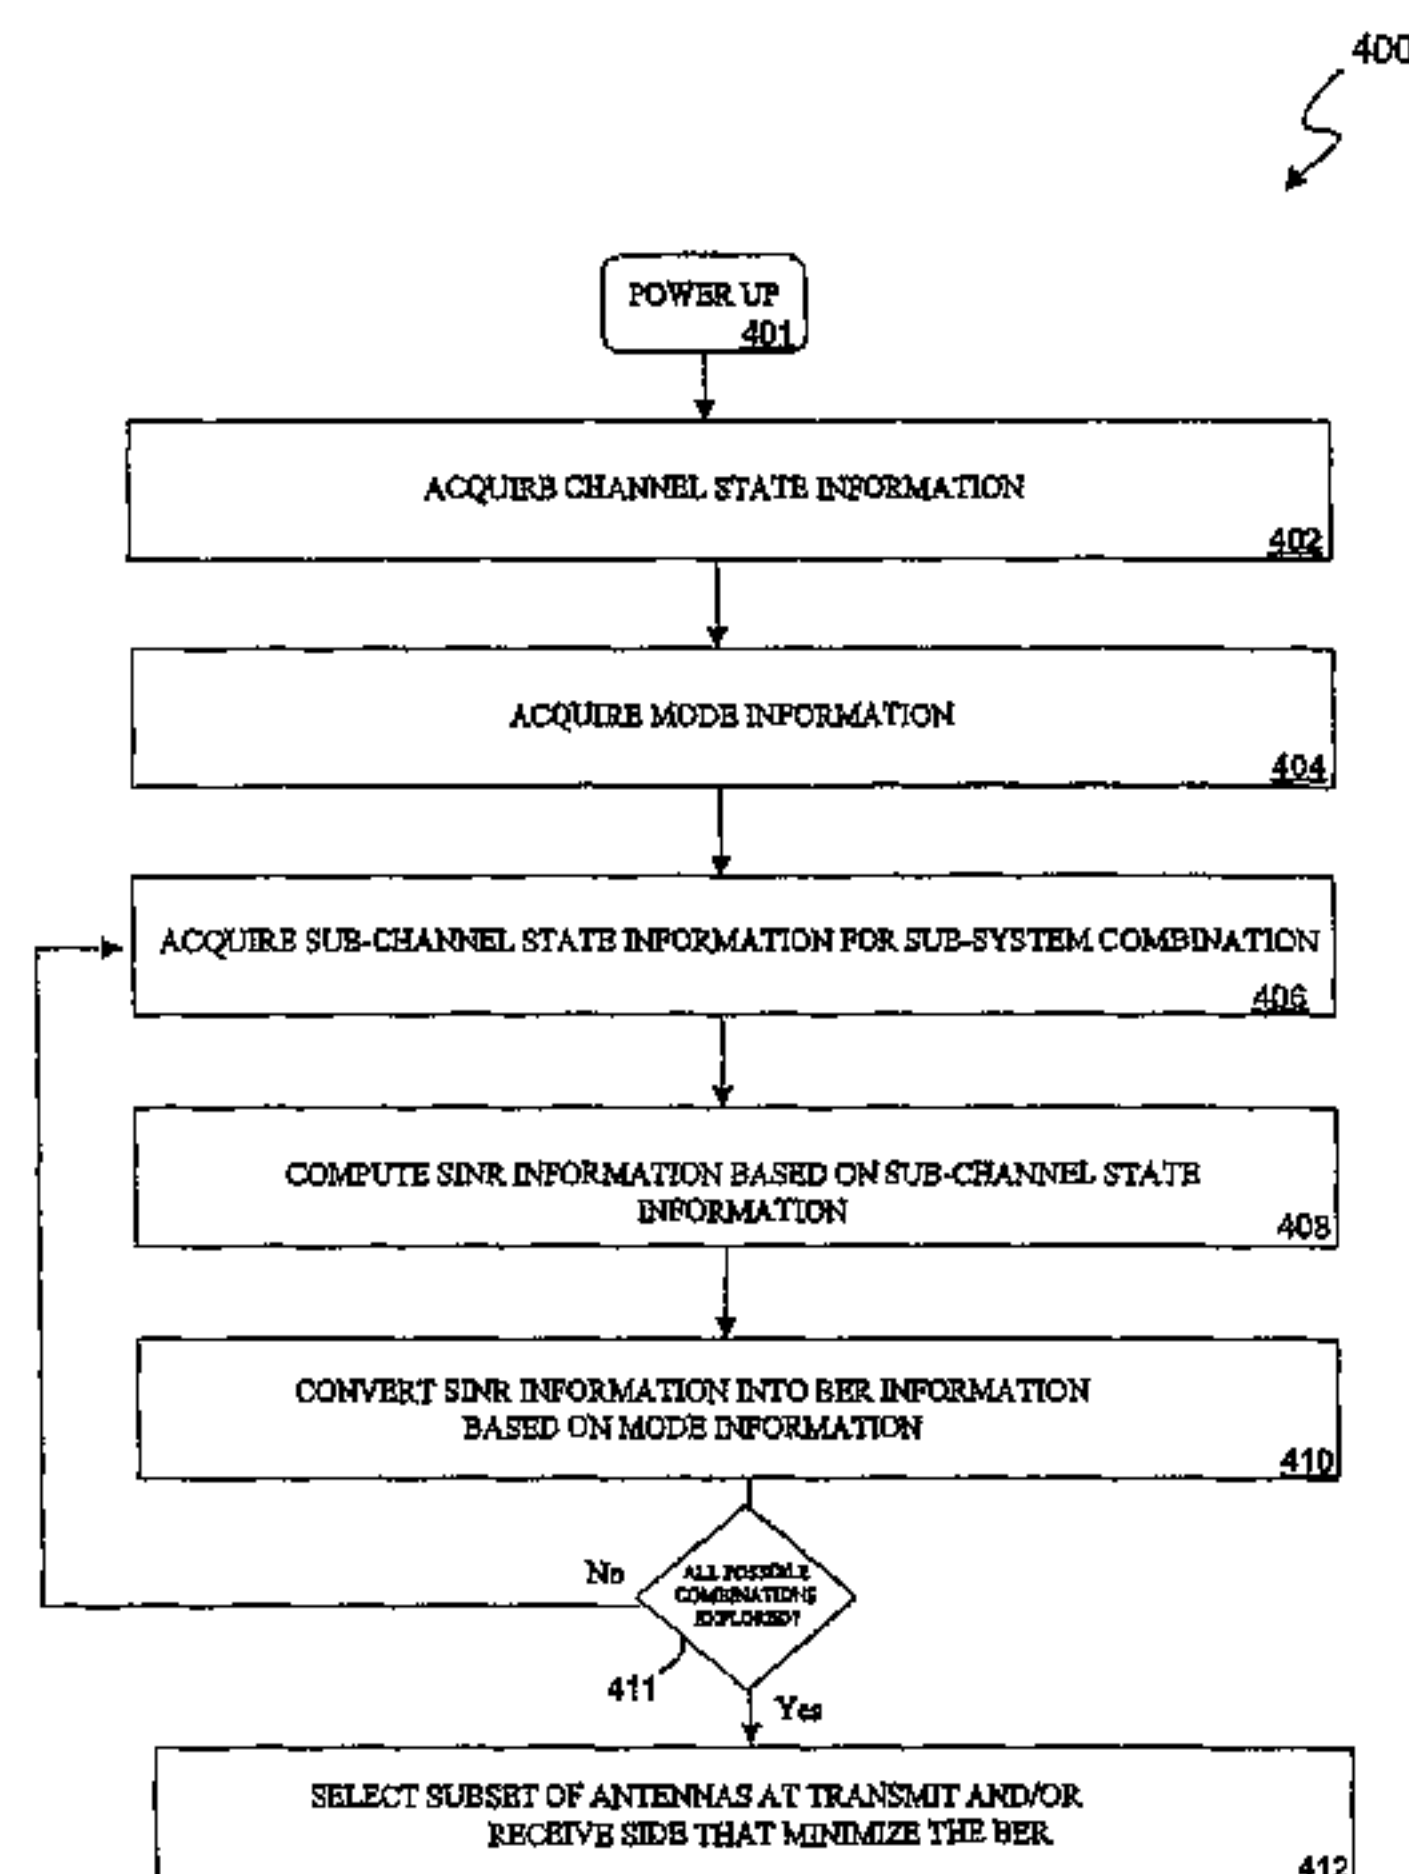 400
POWER UP
401
ACQUIRE CHANNEL STATE INFORMATION
402
ACQUIRE MODE INFORMATION
404
ACQUIRE SUB-CHANNEL STATE INFORMATION FOR SUB-SYSTEM COMBINATION
406
COMPUTE SINR INFORMATION BASED ON SUB-CHANNEL STATE
INFORMATION
408
CONVERT SINR INFORMATION INTO BER INFORMATION
BASED ON MODE INFORMATION
410
No
ALL POSSIBLE
COMBINATIONS
EXPLORED?
411
Yes
SELECT SUBSET OF ANTENNAS AT TRANSMIT AND/OR
RECEIVE SIDE THAT MINIMIZE THE BER
412